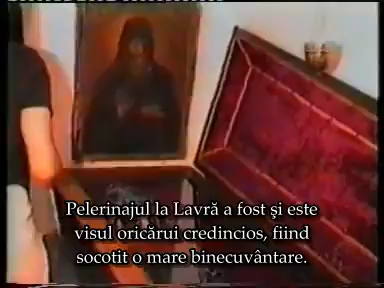 Pelerinajul la Lavră a fost şi este
visul oricărui credincios, fiind
socotit o mare binecuvântare.